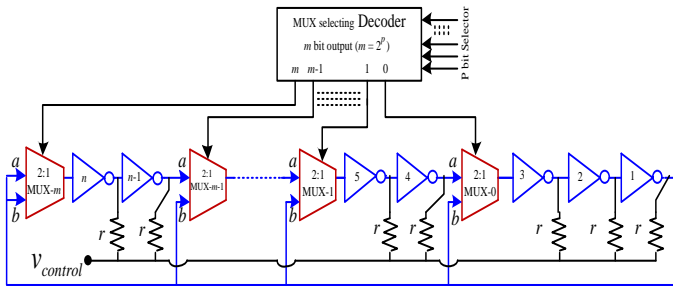 MUX selecting Decoder
m bit output (m = 2^p)
m m-1 1 0
P bit Selector
a
b
2:1
MUX-m
n
n-1
a
b
2:1
MUX-m-1
a
b
2:1
MUX-1
5
4
a
b
2:1
MUX-0
3
2
1
r
r
r
r
r
r
r
v_control